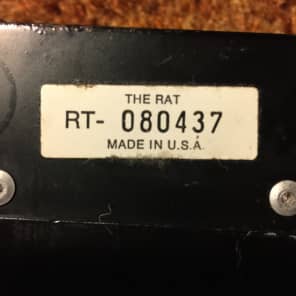 THE RAT
RT- 080437
MADE IN U.S.A.